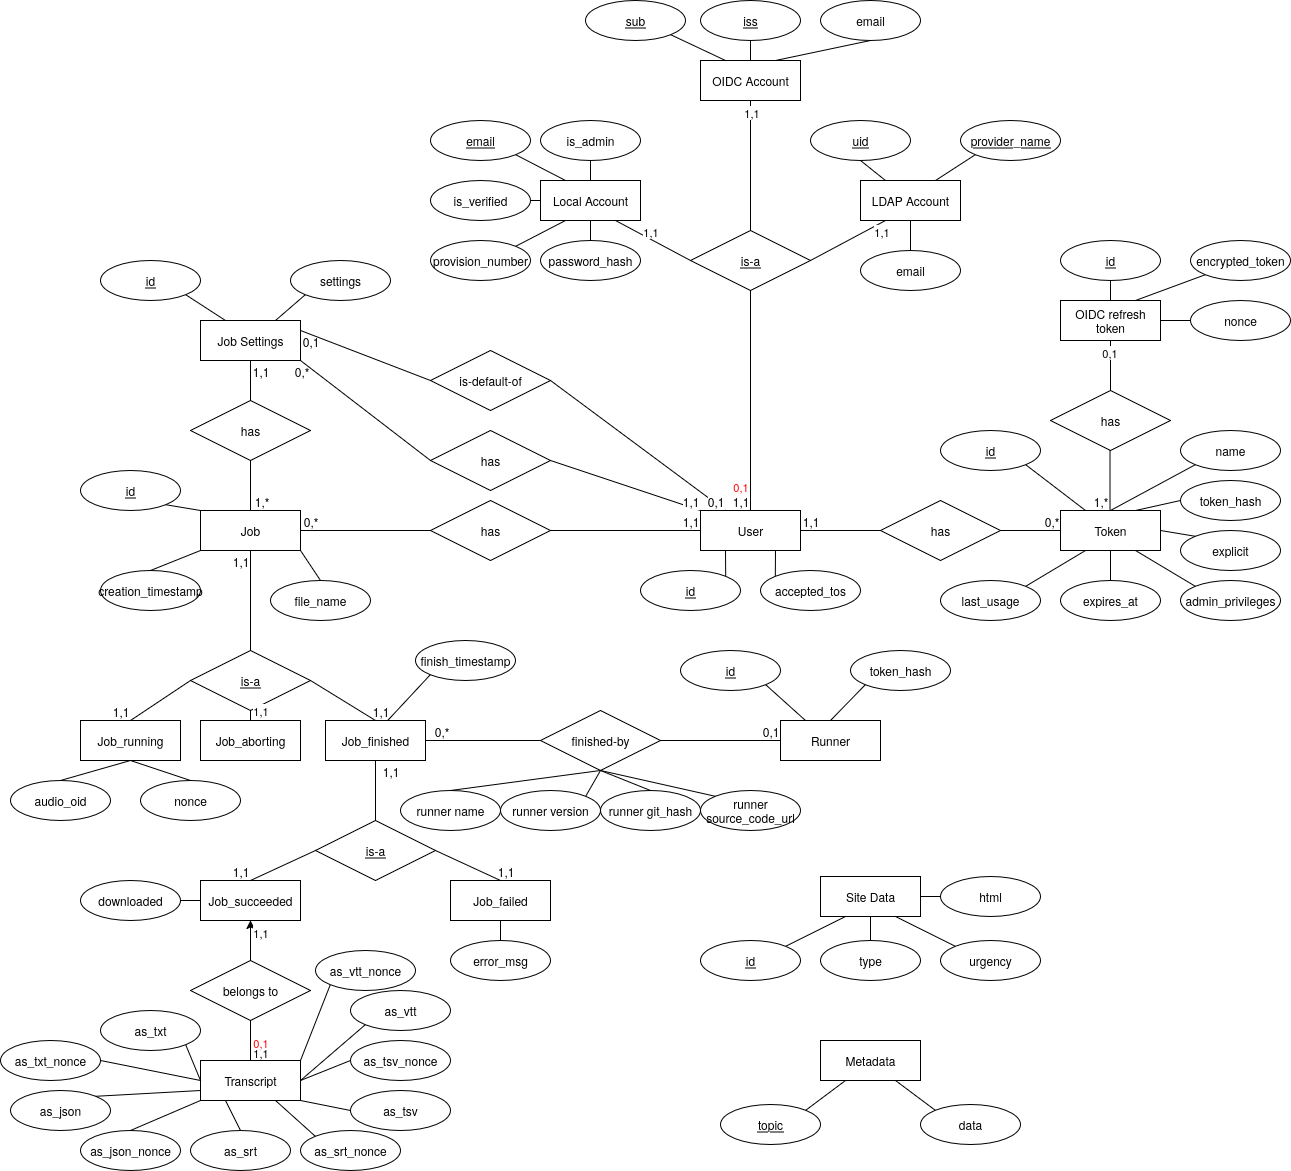 sub
iss
email
OIDC Account
1,1
email
is_admin
uid
provider_name
is_verified
Local Account
LDAP Account
1,1
1,1
provision_number
password_hash
is-a
email
id
encrypted_token
id
settings
OIDC refresh
token
nonce
Job Settings
0,1
0,1
1,1
0,*
is-default-of
has
has
has
id
name
id
0,1
1,*
1,1
0,1
1,1
1,*
token_hash
Job
0,*
has
1,1
User
1,1
has
0,*
Token
explicit
1,1
creation_timestamp
file_name
id
accepted_tos
last_usage
expires_at
admin_privileges
finish_timestamp
id
token_hash
is-a
1,1
1,1
1,1
Job_running
Job_aborting
Job_finished
0,*
finished-by
0,1
Runner
1,1
audio_oid
nonce
runner name
runner version
runner git_hash
runner
source_code_url
is-a
1,1
1,1
downloaded
Job_succeeded
Job_failed
Site Data
html
1,1
error_msg
id
type
urgency
belongs to
as_vtt_nonce
as_vtt
as_txt
0,1
1,1
as_txt_nonce
as_tsv_nonce
Transcript
Metadata
as_json
as_tsv
topic
data
as_json_nonce
as_srt
as_srt_nonce